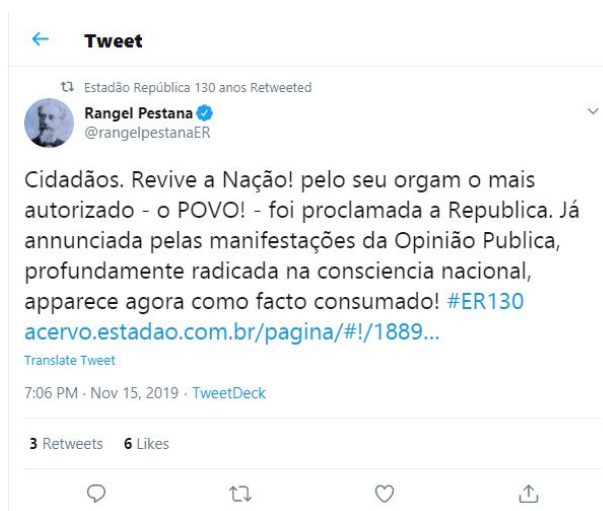 Tweet
Estadão República 130 anos Retweeted
Rangel Pestana
@rangelpestanaER
Cidadãos. Revive a Nação! pelo seu orgam o mais
autorizado - o POVO! - foi proclamada a Republica. Já
annunciada pelas manifestações da Opinião Publica,
profundamente radicada na consciencia nacional,
apparece agora como facto consumado! #ER130
acervo.estadao.com.br/pagina/#!/1889...
Translate Tweet
7:06 PM · Nov 15, 2019 · TweetDeck
3 Retweets 6 Likes